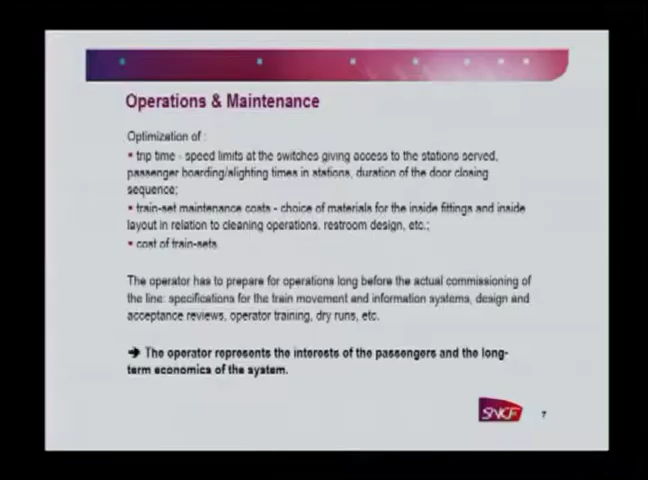 Operations & Maintenance
Optimization of :
• trip time - speed limits at the switches giving access to the stations served,
passenger boarding/alighting times in stations, duration of the door closing
sequence;
• train-set maintenance costs - choice of materials for the inside fittings and inside
layout in relation to cleaning operations, restroom design, etc.;
• cost of train-sets
The operator has to prepare for operations long before the actual commissioning of
the line: specifications for the train movement and information systems, design and
acceptance reviews, operator training, dry runs, etc.
➔ The operator represents the interests of the passengers and the long-
term economics of the system.
SNCF
7